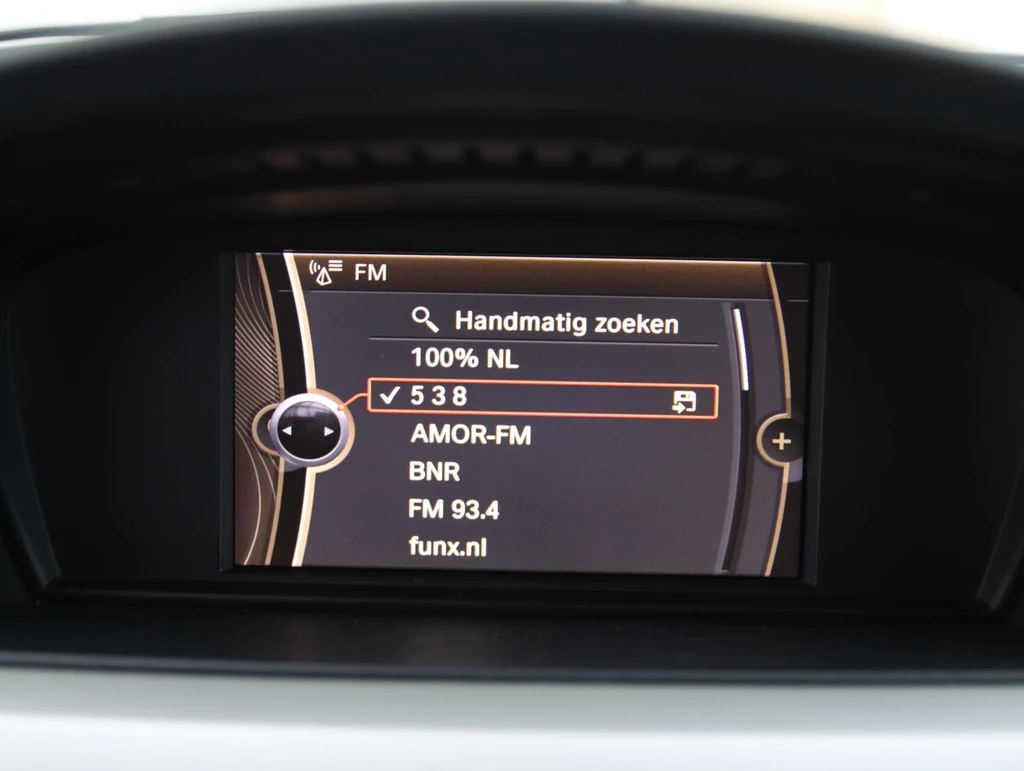 FM
Handmatig zoeken
100% NL
5 3 8
AMOR-FM
BNR
FM 93.4
funx.nl